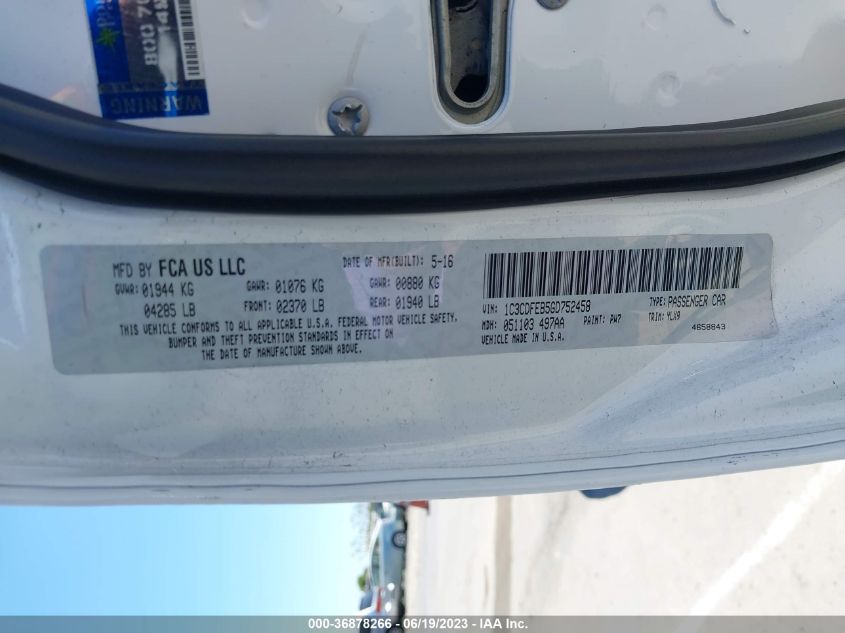 WARNING
MFD BY FCA US LLC
DATE OF MFR(BUILT): 5-16
GVWR: 01944 KG
GAWR: 01076 KG
GAWR: 00880 KG
04285 LB
FRONT: 02370 LB
REAR: 01940 LB
THIS VEHICLE CONFORMS TO ALL APPLICABLE U.S.A. FEDERAL MOTOR VEHICLE SAFETY,
BUMPER AND THEFT PREVENTION STANDARDS IN EFFECT ON
THE DATE OF MANUFACTURE SHOWN ABOVE.
VIN: 1C3CDFEB5GD752459
TYPE: PASSENGER CAR
MDH: 051103 497AA
PAINT: PW7
TRIM: YLX9
VEHICLE MADE IN U.S.A.
4658843
000-36878266 - 06/19/2023 - IAA Inc.